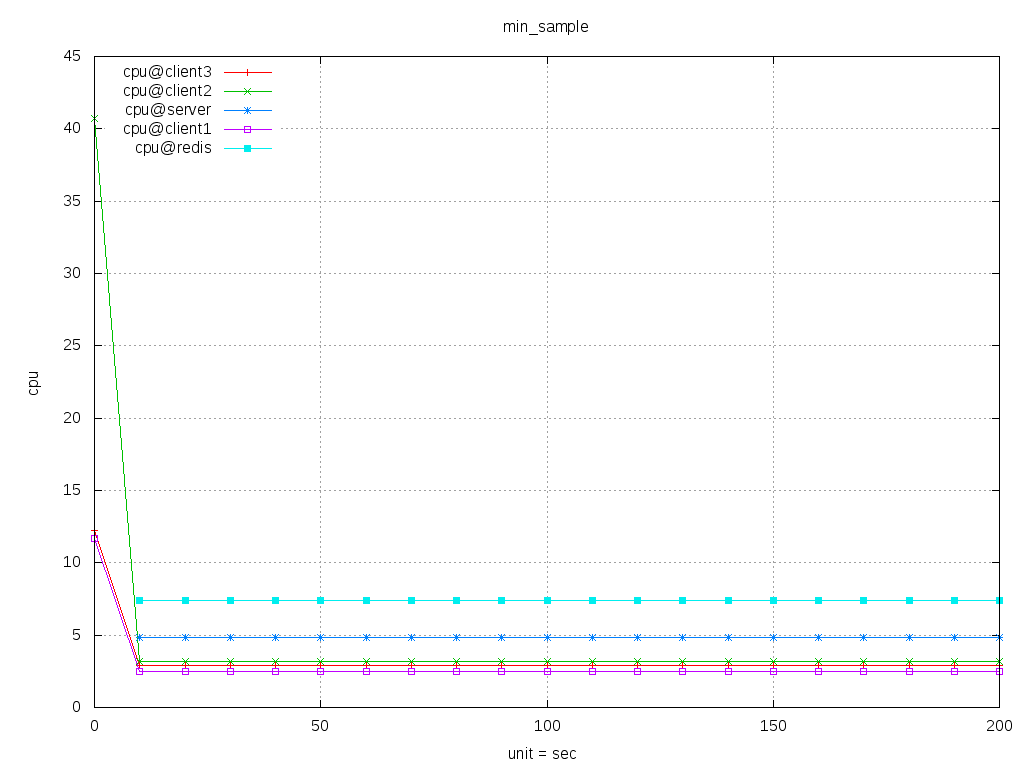 min_sample
45
40
35
30
25
20
15
10
5
0
cpu
cpu@client3
cpu@client2
cpu@server
cpu@client1
cpu@redis
0 50 100 150 200
unit = sec